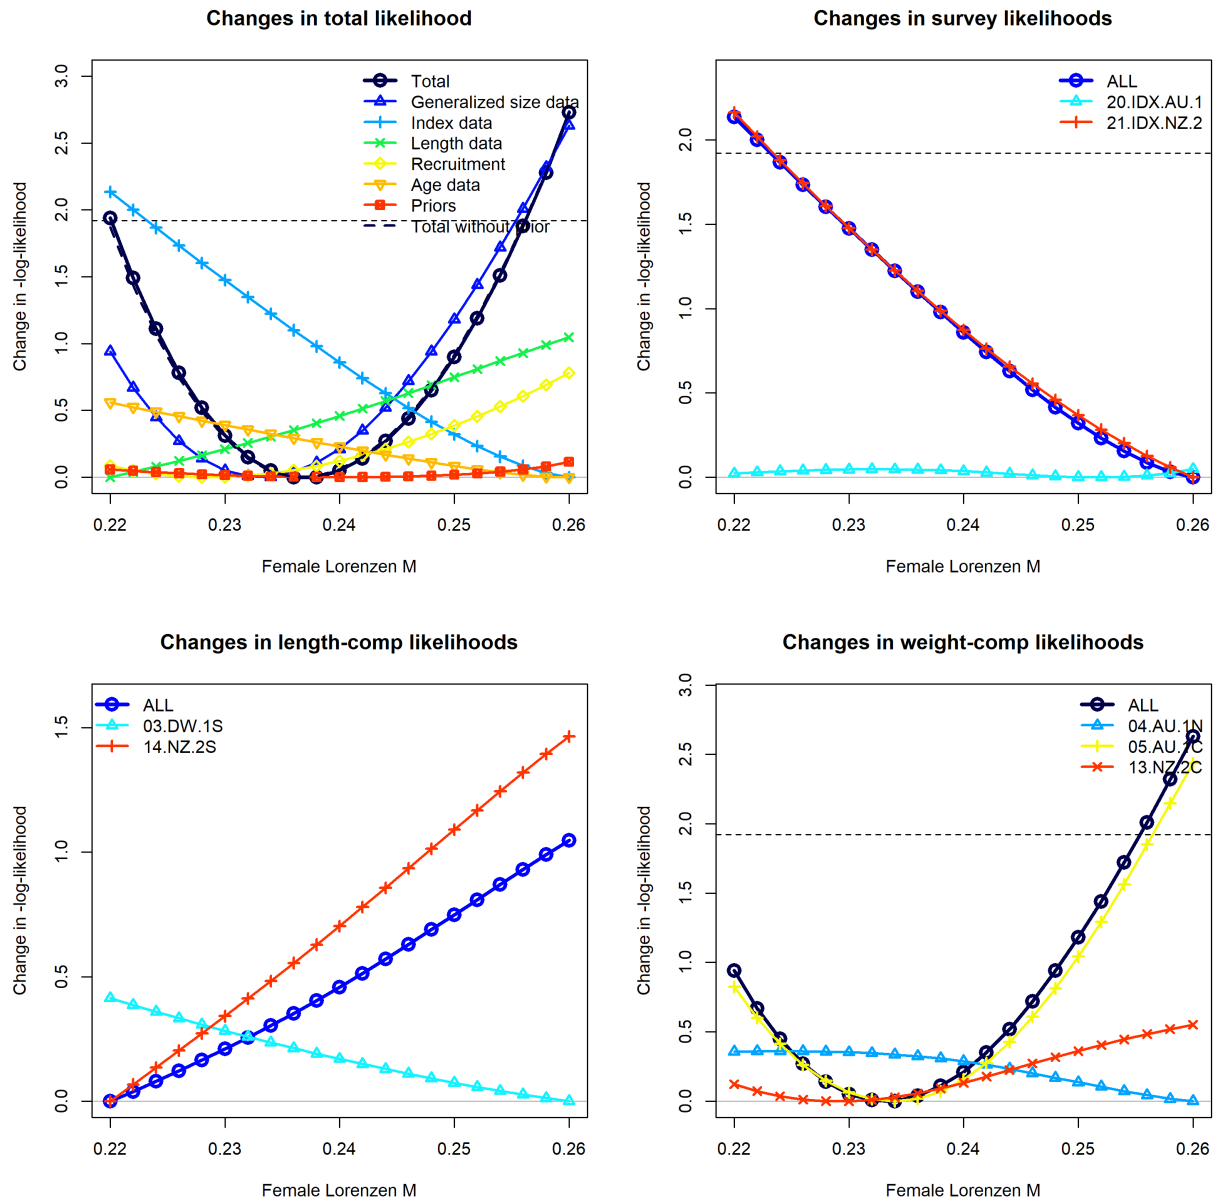 Changes in total likelihood
Change in -log-likelihood
3.0
2.5
2.0
1.5
1.0
0.5
0.0
Total
Generalized size data
Index data
Length data
Recruitment
Age data
Priors
Total without prior
0.22
0.23
0.24
0.25
0.26
Female Lorenzen M
Changes in survey likelihoods
Change in -log-likelihood
2.0
1.5
1.0
0.5
0.0
ALL
20.IDX.AU.1
21.IDX.NZ.2
0.22
0.23
0.24
0.25
0.26
Female Lorenzen M
Changes in length-comp likelihoods
Change in -log-likelihood
1.5
1.0
0.5
0.0
ALL
03.DW.1S
14.NZ.2S
0.22
0.23
0.24
0.25
0.26
Female Lorenzen M
Changes in weight-comp likelihoods
Change in -log-likelihood
3.0
2.5
2.0
1.5
1.0
0.5
0.0
ALL
04.AU.1N
05.AU.1C
13.NZ.2C
0.22
0.23
0.24
0.25
0.26
Female Lorenzen M